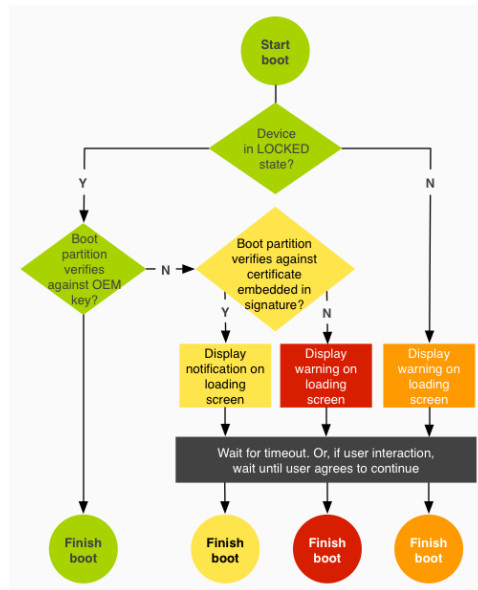 Start
boot
Device
in LOCKED
state?
Y
N
Boot
partition
verifies
against OEM
key?
N
Boot partition
verifies against
certificate
embedded in
signature?
Y
N
Display
notification on
loading
screen
Display
warning on
loading
screen
Display
warning on
loading
screen
Wait for timeout. Or, if user interaction,
wait until user agrees to continue
Finish
boot
Finish
boot
Finish
boot
Finish
boot